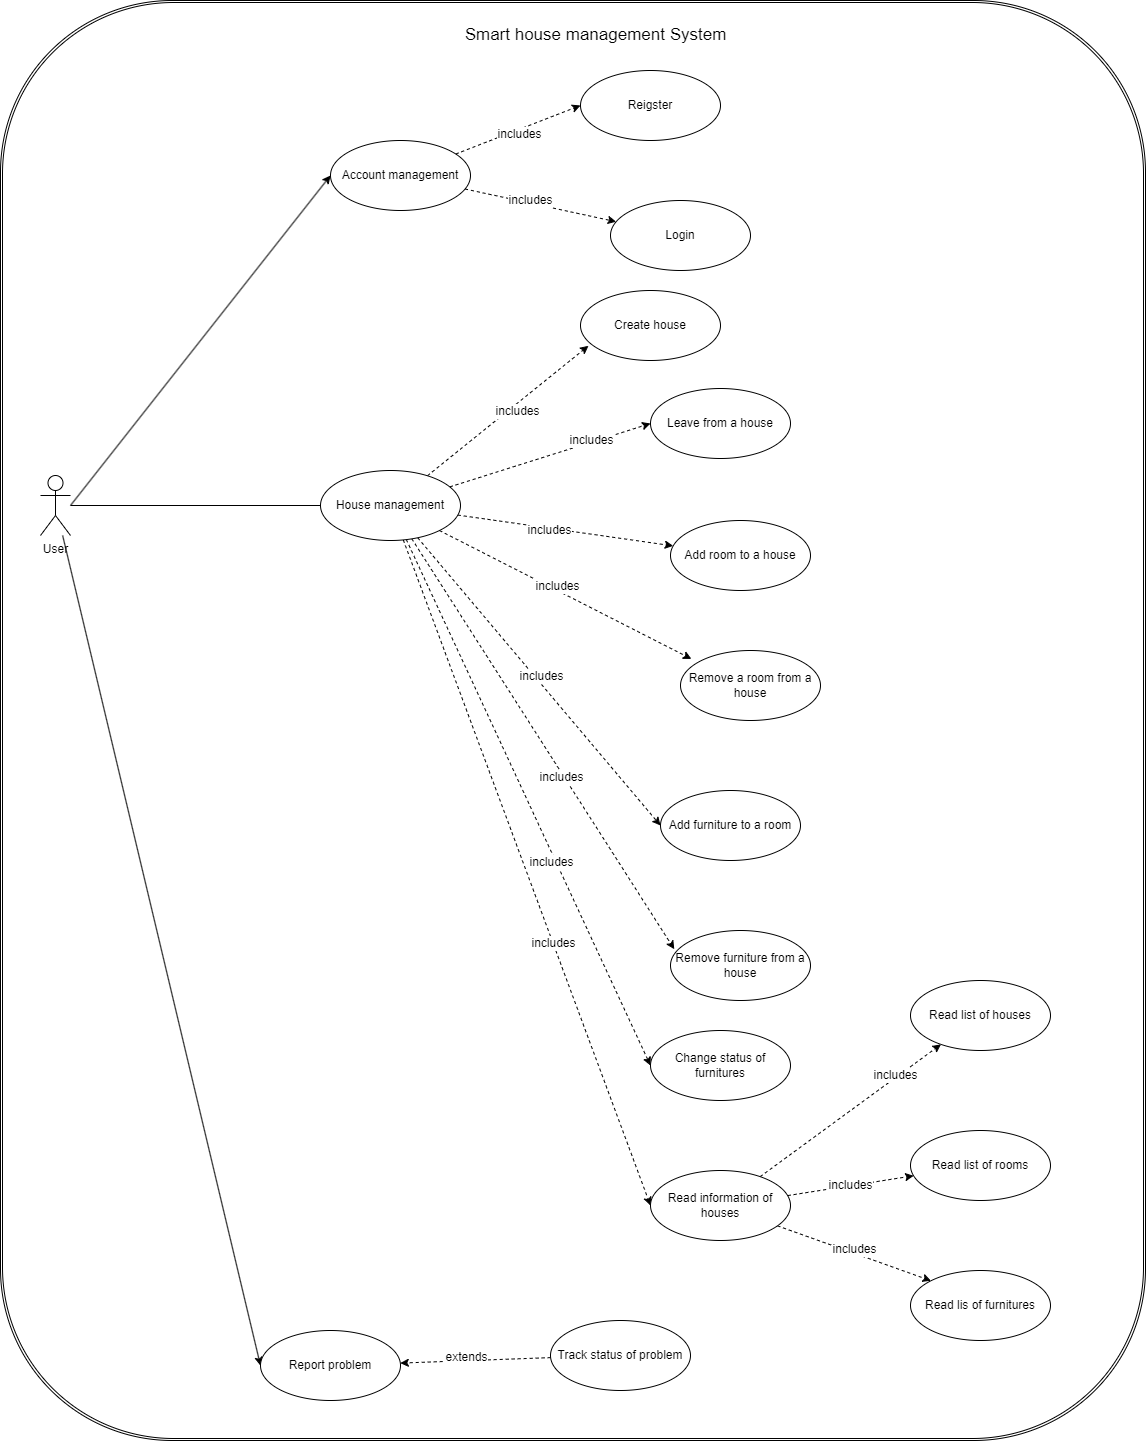 Smart house management System
Reigster
includes
Account management
includes
Login
Create house
includes
Leave from a house
includes
House management
includes
Add room to a house
User
includes
Remove a room from a
house
includes
includes
Add furniture to a room
includes
includes
Remove furniture from a
house
Read list of houses
Change status of
furnitures
includes
Read list of rooms
includes
Read information of
houses
includes
Read lis of furnitures
Report problem
extends
Track status of problem